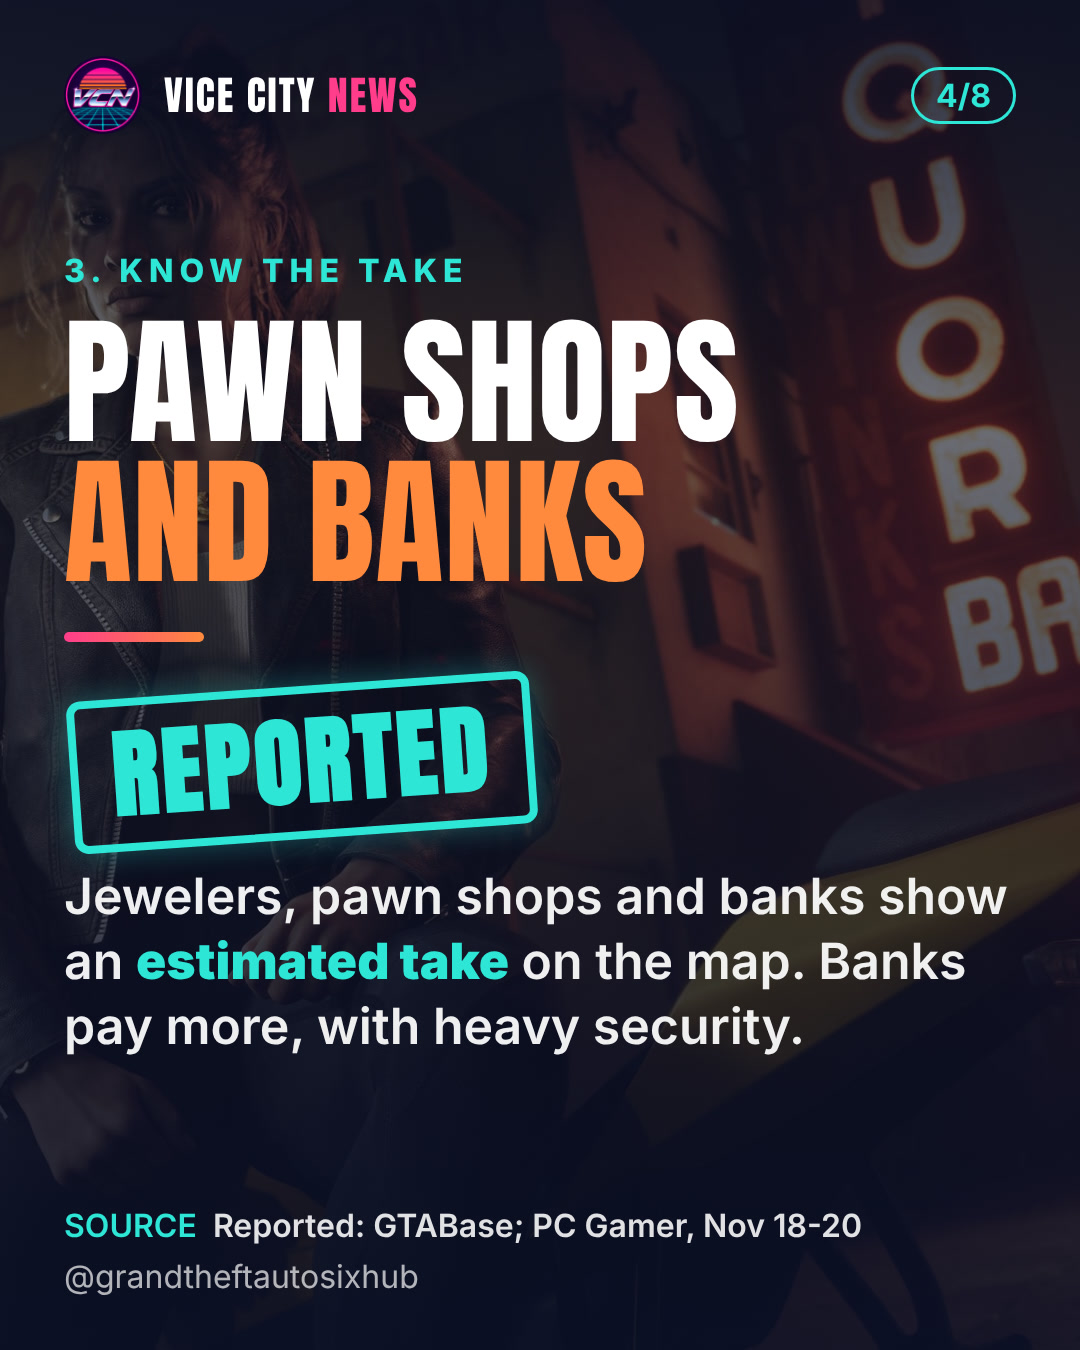 VCN
VICE CITY NEWS
4/8
3. KNOW THE TAKE
PAWN SHOPS
AND BANKS
REPORTED
Jewelers, pawn shops and banks show
an estimated take on the map. Banks
pay more, with heavy security.
SOURCE Reported: GTABase; PC Gamer, Nov 18-20
@grandtheftautosixhub
QUOR
BA